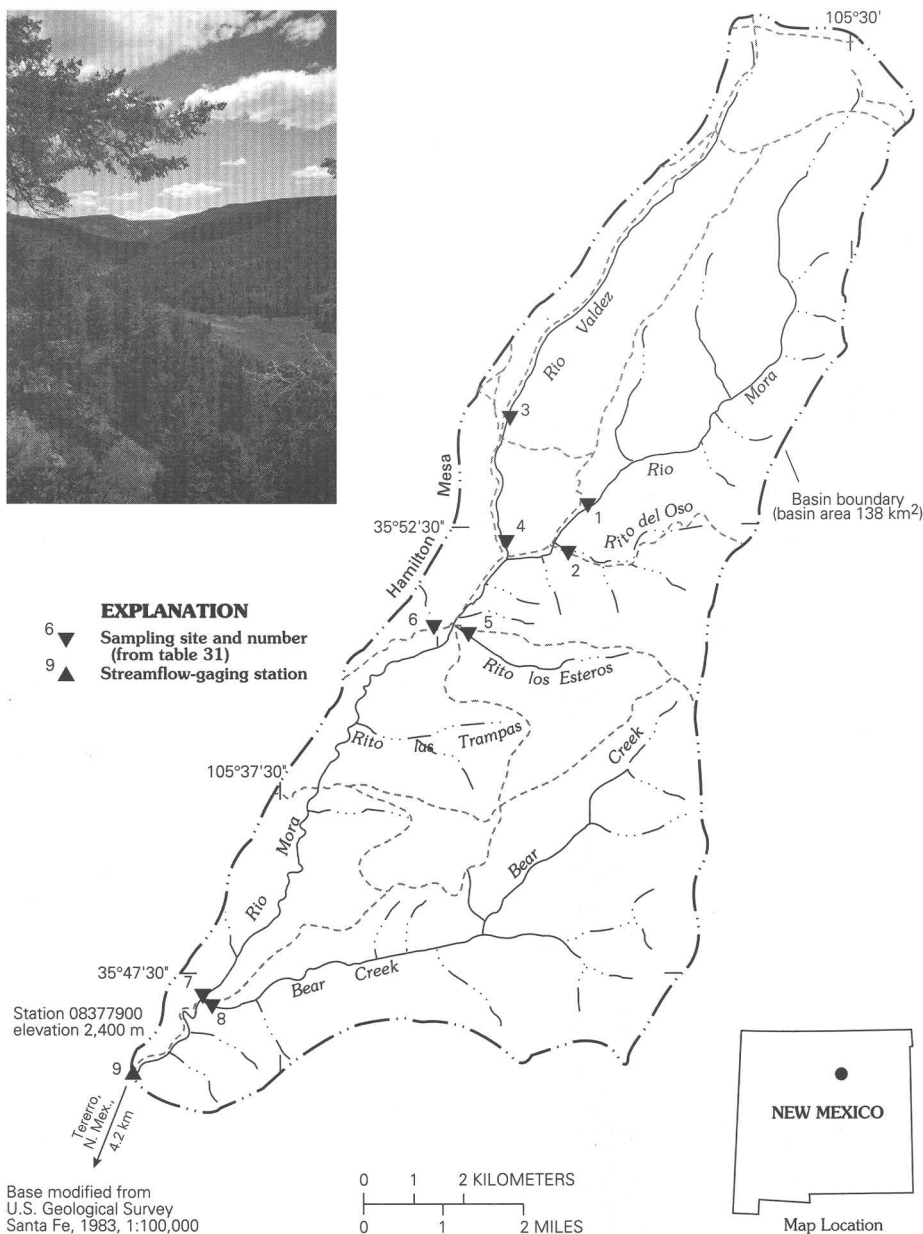 105°30'
Rio Valdez
3
Mora
Mesa
Rio
Basin boundary
(basin area 138 km²)
1
35°52'30"
4
Rito del Oso
2
Hamilton
EXPLANATION
6 Sampling site and number
(from table 31)
9 Streamflow-gaging station
6
5
Rito los Esteros
Rito las Trampas
Creek
105°37'30"
Mora
Bear
Rio
35°47'30"
7
Bear Creek
8
Station 08377900
elevation 2,400 m
9
Tererro,
N. Mex.,
4.2 km
NEW MEXICO
Map Location
0 1 2 KILOMETERS
0 1 2 MILES
Base modified from
U.S. Geological Survey
Santa Fe, 1983, 1:100,000